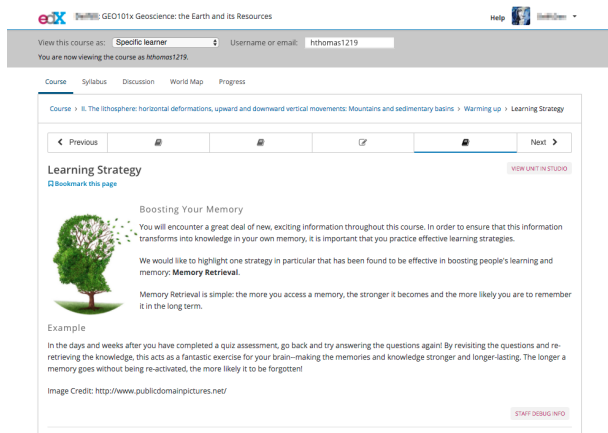 edX GEO101x Geoscience: the Earth and its Resources Help
View this course as: Specific learner Username or email: hthomas1219
You are now viewing the course as hthomas1219.
Course Syllabus Discussion World Map Progress
Course > II. The lithosphere: horizontal deformations, upward and downward vertical movements: Mountains and sedimentary basins > Warming up > Learning Strategy
Previous Next
Learning Strategy VIEW UNIT IN STUDIO
Bookmark this page
Boosting Your Memory
You will encounter a great deal of new, exciting information throughout this course. In order to ensure that this information
transforms into knowledge in your own memory, it is important that you practice effective learning strategies.
We would like to highlight one strategy in particular that has been found to be effective in boosting people's learning and
memory: Memory Retrieval.
Memory Retrieval is simple: the more you access a memory, the stronger it becomes and the more likely you are to remember
it in the long term.
Example
In the days and weeks after you have completed a quiz assessment, go back and try answering the questions again! By revisiting the questions and re-
retrieving the knowledge, this acts as a fantastic exercise for your brain--making the memories and knowledge stronger and longer-lasting. The longer a
memory goes without being re-activated, the more likely it to be forgotten!
Image Credit: http://www.publicdomainpictures.net/
STAFF DEBUG INFO